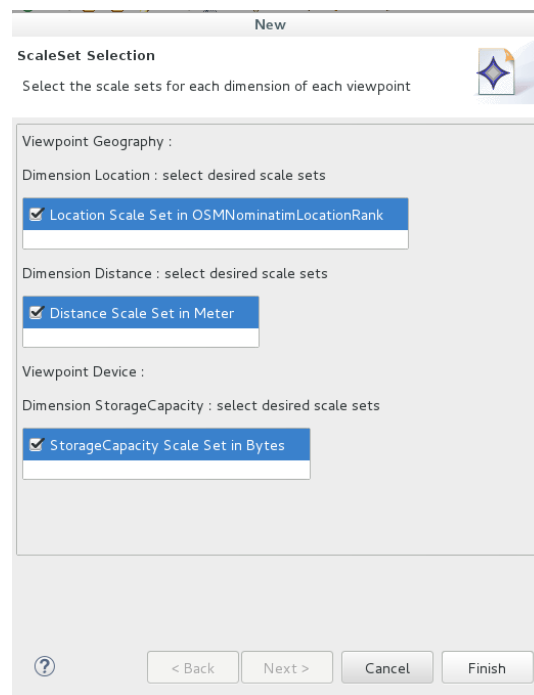 New
ScaleSet Selection
Select the scale sets for each dimension of each viewpoint
Viewpoint Geography :
Dimension Location : select desired scale sets
Location Scale Set in OSMNominatimLocationRank
Dimension Distance : select desired scale sets
Distance Scale Set in Meter
Viewpoint Device :
Dimension StorageCapacity : select desired scale sets
StorageCapacity Scale Set in Bytes
? < Back Next > Cancel Finish